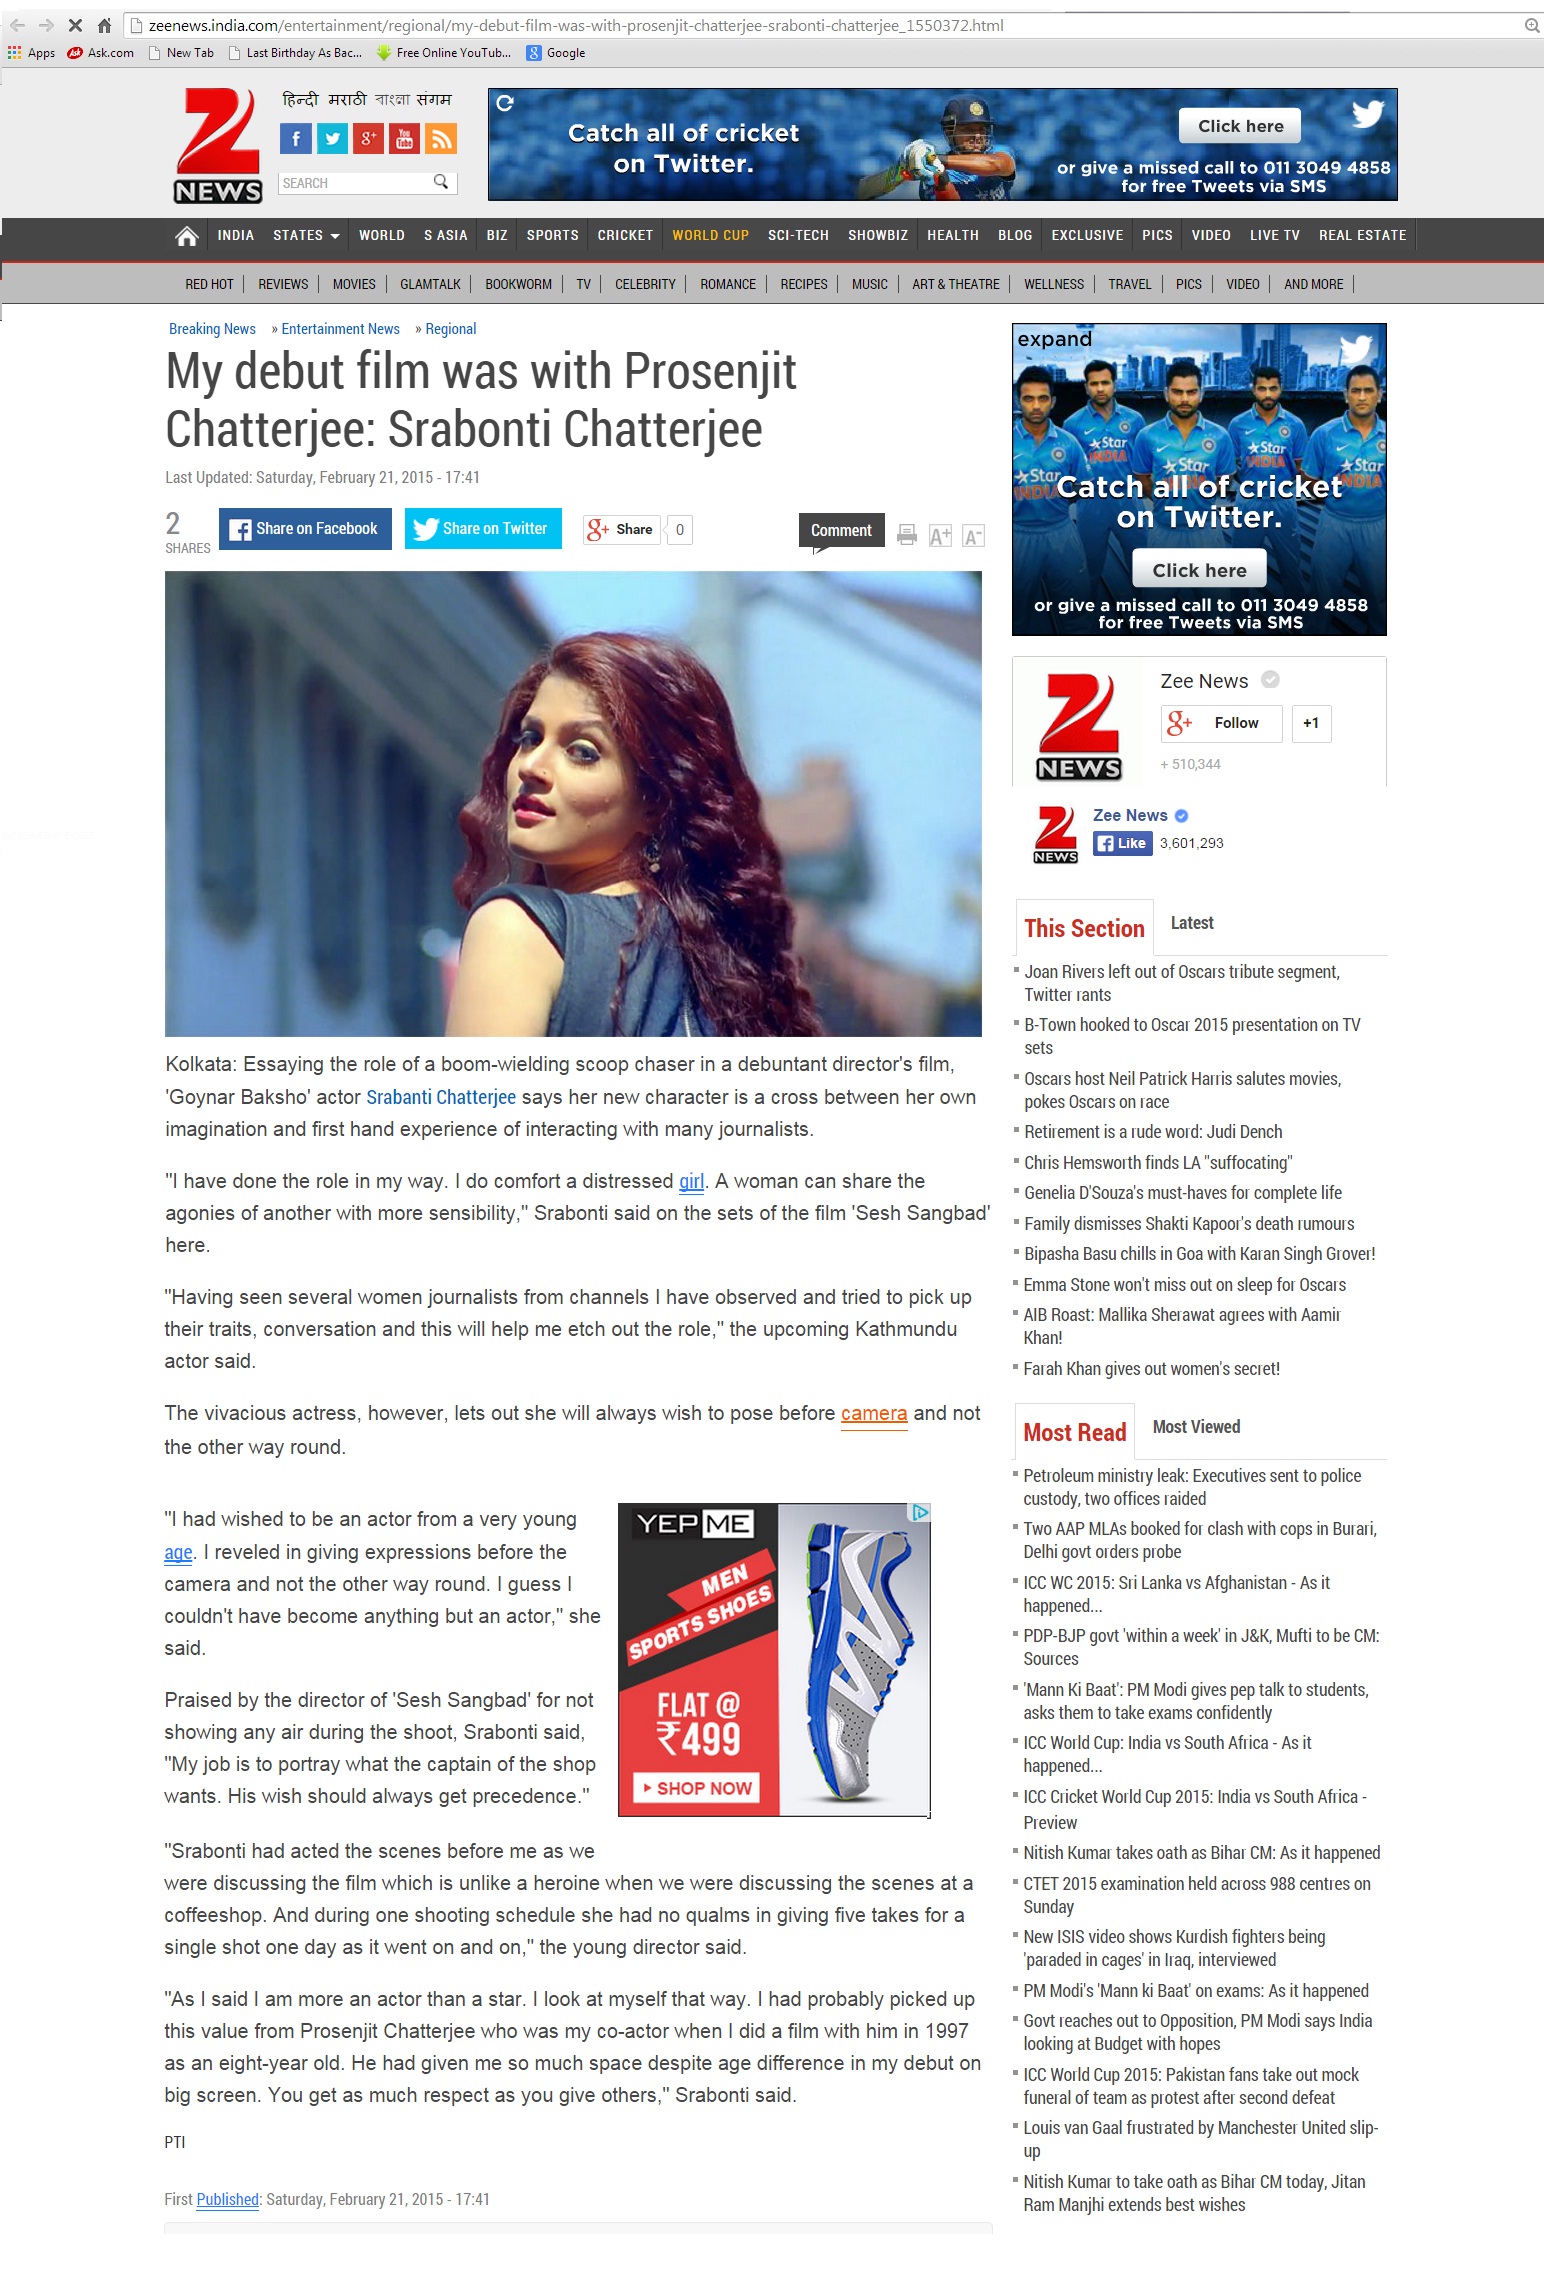 zeenews.india.com/entertainment/regional/my-debut-film-was-with-prosenjit-chatterjee-srabonti-chatterjee_1550372.html
Apps Ask.com New Tab Last Birthday As Bac... Free Online YouTub... Google
हिन्दी मराठी বাংলা संगम
Z
NEWS
f g+ You Tube
SEARCH
Catch all of cricket
on Twitter.
Click here
or give a missed call to 011 3049 4858
for free Tweets via SMS
INDIA STATES WORLD S ASIA BIZ SPORTS CRICKET WORLD CUP SCI-TECH SHOWBIZ HEALTH BLOG EXCLUSIVE PICS VIDEO LIVE TV REAL ESTATE
RED HOT REVIEWS MOVIES GLAMTALK BOOKWORM TV CELEBRITY ROMANCE RECIPES MUSIC ART & THEATRE WELLNESS TRAVEL PICS VIDEO AND MORE
Breaking News » Entertainment News » Regional
My debut film was with Prosenjit
Chatterjee: Srabonti Chatterjee
Last Updated: Saturday, February 21, 2015 - 17:41
2
SHARES
Share on Facebook Share on Twitter g+ Share 0 Comment A+ A-
Kolkata: Essaying the role of a boom-wielding scoop chaser in a debuntant director's film,
'Goynar Baksho' actor Srabanti Chatterjee says her new character is a cross between her own
imagination and first hand experience of interacting with many journalists.
"I have done the role in my way. I do comfort a distressed girl. A woman can share the
agonies of another with more sensibility," Srabonti said on the sets of the film 'Sesh Sangbad'
here.
"Having seen several women journalists from channels I have observed and tried to pick up
their traits, conversation and this will help me etch out the role," the upcoming Kathmundu
actor said.
The vivacious actress, however, lets out she will always wish to pose before camera and not
the other way round.
"I had wished to be an actor from a very young
age. I reveled in giving expressions before the
camera and not the other way round. I guess I
couldn't have become anything but an actor," she
said.
Praised by the director of 'Sesh Sangbad' for not
showing any air during the shoot, Srabonti said,
"My job is to portray what the captain of the shop
wants. His wish should always get precedence."
YEPME
MEN
SPORTS SHOES
FLAT @
₹499
SHOP NOW
"Srabonti had acted the scenes before me as we
were discussing the film which is unlike a heroine when we were discussing the scenes at a
coffeeshop. And during one shooting schedule she had no qualms in giving five takes for a
single shot one day as it went on and on," the young director said.
"As I said I am more an actor than a star. I look at myself that way. I had probably picked up
this value from Prosenjit Chatterjee who was my co-actor when I did a film with him in 1997
as an eight-year old. He had given me so much space despite age difference in my debut on
big screen. You get as much respect as you give others," Srabonti said.
PTI
First Published: Saturday, February 21, 2015 - 17:41
expand
Star
Star
Star INDIA
Star
Star
INDIA
INDIA
Catch all of cricket
on Twitter.
Click here
or give a missed call to 011 3049 4858
for free Tweets via SMS
Z
NEWS
Zee News
g+ Follow +1
+ 510,344
Z
NEWS
Zee News
Like 3,601,293
This Section Latest
Joan Rivers left out of Oscars tribute segment,
Twitter rants
B-Town hooked to Oscar 2015 presentation on TV
sets
Oscars host Neil Patrick Harris salutes movies,
pokes Oscars on race
Retirement is a rude word: Judi Dench
Chris Hemsworth finds LA "suffocating"
Genelia D'Souza's must-haves for complete life
Family dismisses Shakti Kapoor's death rumours
Bipasha Basu chills in Goa with Karan Singh Grover!
Emma Stone won't miss out on sleep for Oscars
AIB Roast: Mallika Sherawat agrees with Aamir
Khan!
Farah Khan gives out women's secret!
Most Read Most Viewed
Petroleum ministry leak: Executives sent to police
custody, two offices raided
Two AAP MLAs booked for clash with cops in Burari,
Delhi govt orders probe
ICC WC 2015: Sri Lanka vs Afghanistan - As it
happened...
PDP-BJP govt 'within a week' in J&K, Mufti to be CM:
Sources
'Mann Ki Baat': PM Modi gives pep talk to students,
asks them to take exams confidently
ICC World Cup: India vs South Africa - As it
happened...
ICC Cricket World Cup 2015: India vs South Africa -
Preview
Nitish Kumar takes oath as Bihar CM: As it happened
CTET 2015 examination held across 988 centres on
Sunday
New ISIS video shows Kurdish fighters being
'paraded in cages' in Iraq, interviewed
PM Modi's 'Mann ki Baat' on exams: As it happened
Govt reaches out to Opposition, PM Modi says India
looking at Budget with hopes
ICC World Cup 2015: Pakistan fans take out mock
funeral of team as protest after second defeat
Louis van Gaal frustrated by Manchester United slip-
up
Nitish Kumar to take oath as Bihar CM today, Jitan
Ram Manjhi extends best wishes